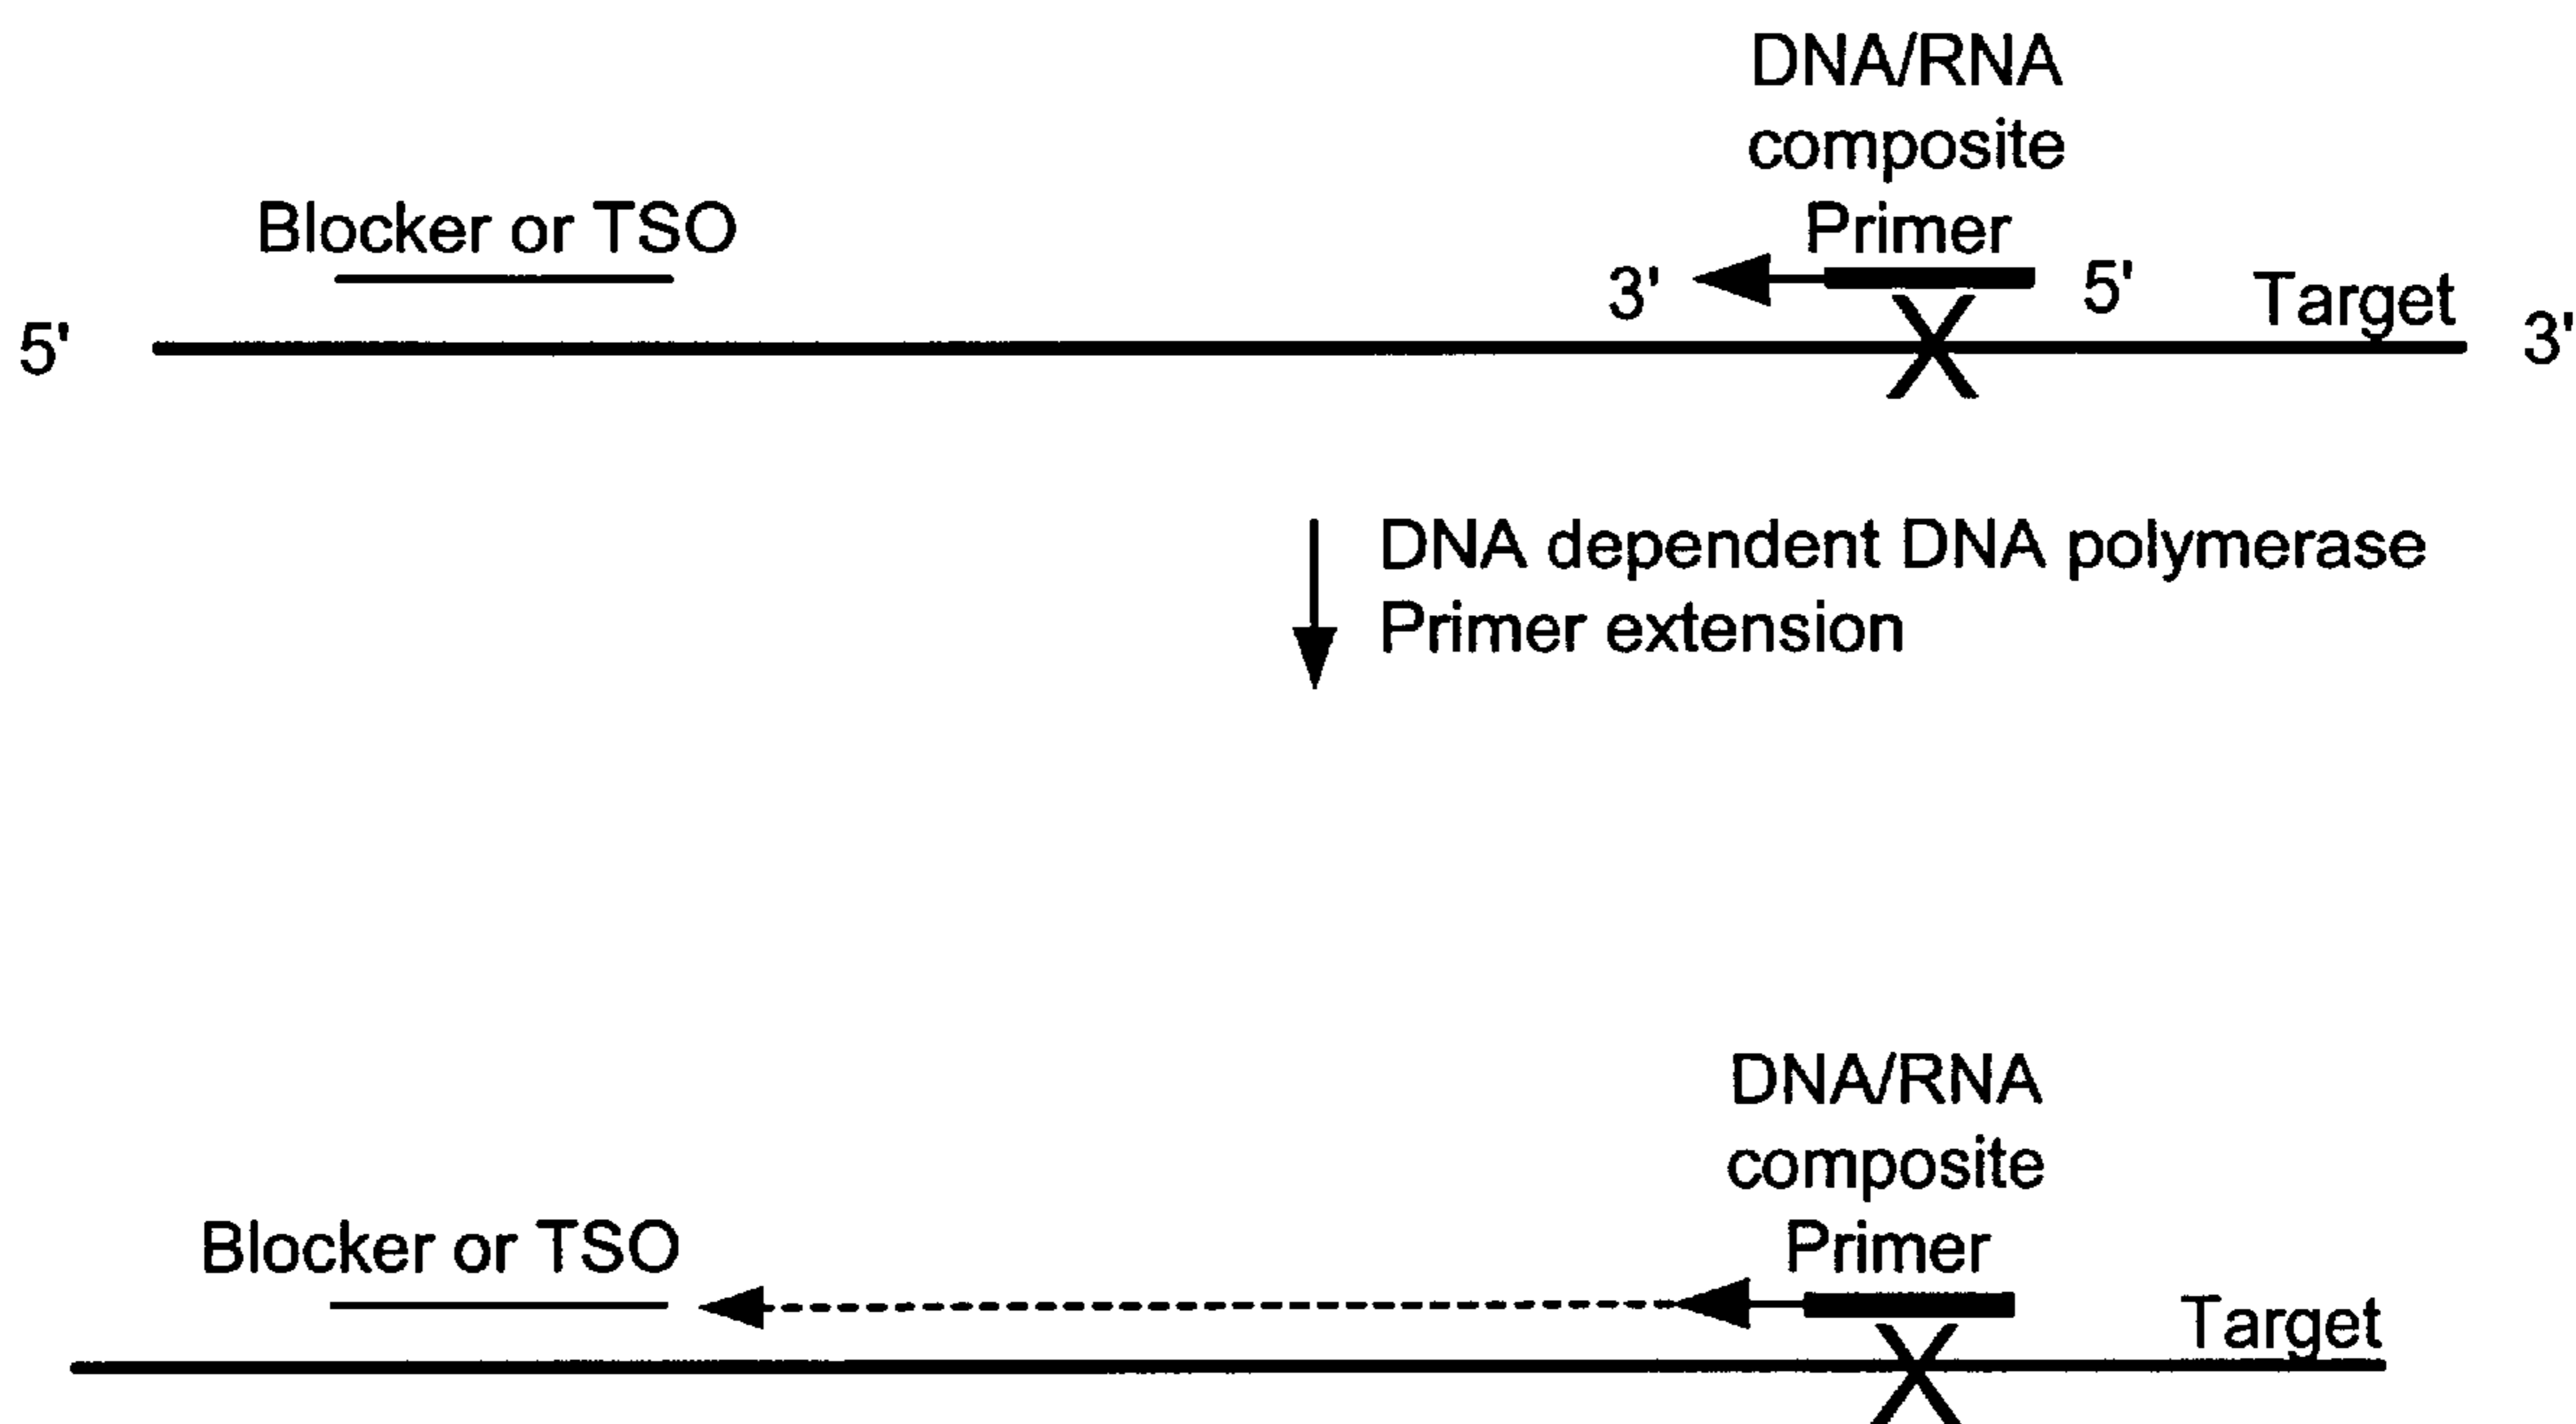 DNA/RNA
composite
Primer
Blocker or TSO
3'
5'
Target
5'
3'
DNA dependent DNA polymerase
Primer extension
DNA/RNA
composite
Primer
Blocker or TSO
Target
X
X